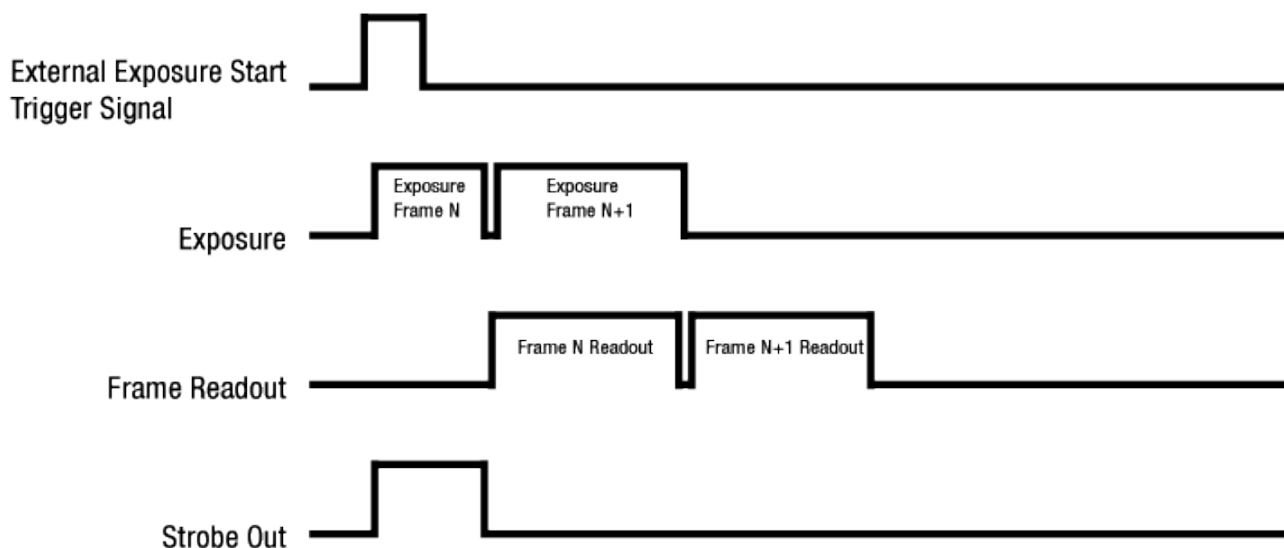 External Exposure Start
Trigger Signal
Exposure
Frame N
Exposure
Frame N+1
Exposure
Frame N Readout
Frame N+1 Readout
Frame Readout
Strobe Out